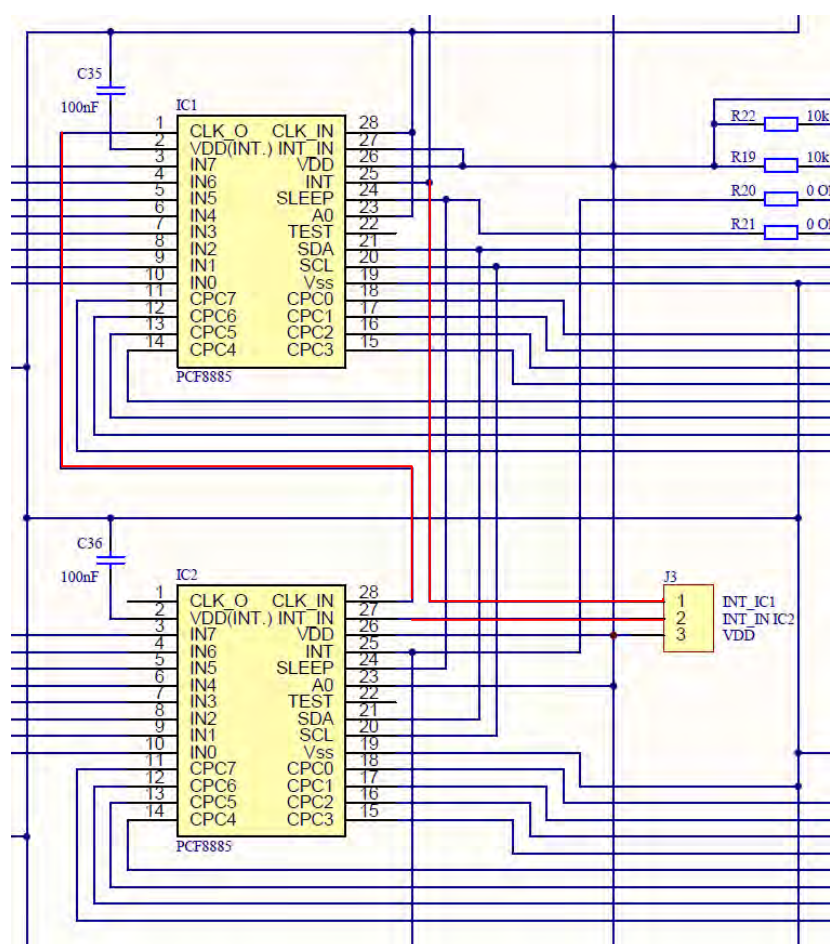 C35
100nF
IC1
1 CLK_O CLK_IN 28
2 VDD(INT.) INT_IN 27
3 IN7 VDD 26
4 IN6 INT 25
5 IN5 SLEEP 24
6 IN4 A0 23
7 IN3 TEST 22
8 IN2 SDA 21
9 IN1 SCL 20
10 IN0 Vss 19
11 CPC7 CPC0 18
12 CPC6 CPC1 17
13 CPC5 CPC2 16
14 CPC4 CPC3 15
PCF8885
R22 10k
R19 10k
R20
R21
C36
100nF
IC2
1 CLK_O CLK_IN 28
2 VDD(INT.) INT_IN 27
3 IN7 VDD 26
4 IN6 INT 25
5 IN5 SLEEP 24
6 IN4 A0 23
7 IN3 TEST 22
8 IN2 SDA 21
9 IN1 SCL 20
10 IN0 Vss 19
11 CPC7 CPC0 18
12 CPC6 CPC1 17
13 CPC5 CPC2 16
14 CPC4 CPC3 15
PCF8885
J3
1 INT_IC1
2 INT_IN IC2
3 VDD